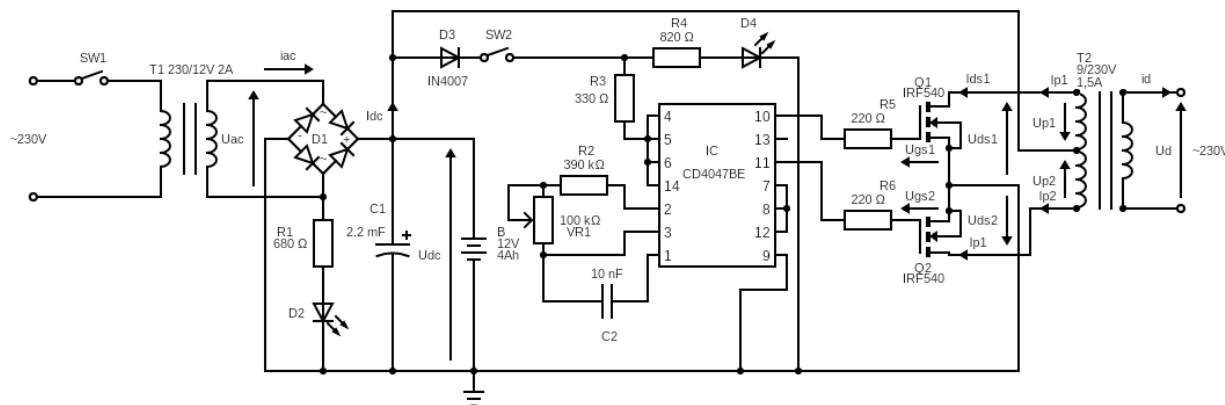 SW1
~230V
T1 230/12V 2A
iac
Uac
D1
~
-
+
~
R1
680 Ω
D2
Idc
C1
2.2 mF
+
Udc
B
12V
4Ah
D3
IN4007
SW2
R4
820 Ω
D4
R3
330 Ω
R2
390 kΩ
100 kΩ
VR1
10 nF
C2
4
5
6
14
2
3
1
IC
CD4047BE
10
13
11
7
8
12
9
R5
220 Ω
R6
220 Ω
Q1
IRF540
Ids1
Ugs1
Uds1
Ugs2
Uds2
Ip1
Q2
IRF540
Ip1
Up1
Up2
Ip2
T2
9/230V
1,5A
id
Ud
~230V